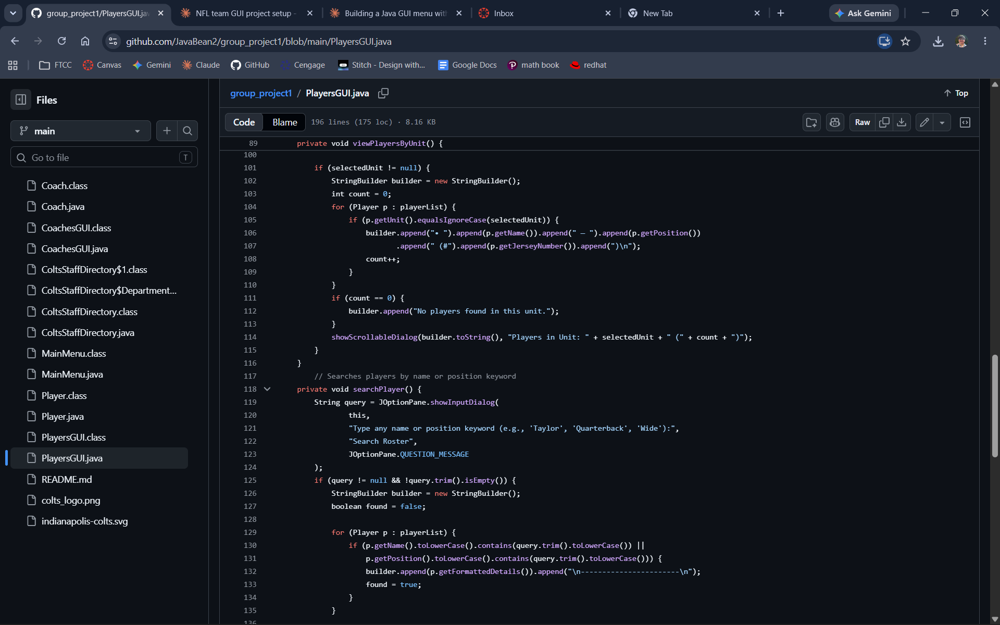 group_project1/PlayersGUI.jav
NFL team GUI project setup -
Building a Java GUI menu with
Inbox
New Tab
Ask Gemini
github.com/JavaBean2/group_project1/blob/main/PlayersGUI.java
FTCC
Canvas
Gemini
Claude
GitHub
Cengage
Stitch - Design with...
Google Docs
math book
redhat
Files
group_project1 / PlayersGUI.java
Top
main
Code
Blame
196 lines (175 loc) · 8.16 KB
Raw
Go to file
T
Coach.class
Coach.java
CoachesGUI.class
CoachesGUI.java
ColtsStaffDirectory$1.class
ColtsStaffDirectory$Department...
ColtsStaffDirectory.class
ColtsStaffDirectory.java
MainMenu.class
MainMenu.java
Player.class
Player.java
PlayersGUI.class
PlayersGUI.java
README.md
colts_logo.png
indianapolis-colts.svg
89 private void viewPlayersByUnit() {
100
101 if (selectedUnit != null) {
102 StringBuilder builder = new StringBuilder();
103 int count = 0;
104 for (Player p : playerList) {
105 if (p.getUnit().equalsIgnoreCase(selectedUnit)) {
106 builder.append("• ").append(p.getName()).append(" — ").append(p.getPosition())
107 .append(" (#").append(p.getJerseyNumber()).append(")\n");
108 count++;
109 }
110 }
111 if (count == 0) {
112 builder.append("No players found in this unit.");
113 }
114 showScrollableDialog(builder.toString(), "Players in Unit: " + selectedUnit + " (" + count + ")");
115 }
116 }
117 // Searches players by name or position keyword
118 private void searchPlayer() {
119 String query = JOptionPane.showInputDialog(
120 this,
121 "Type any name or position keyword (e.g., 'Taylor', 'Quarterback', 'Wide'):",
122 "Search Roster",
123 JOptionPane.QUESTION_MESSAGE
124 );
125 if (query != null && !query.trim().isEmpty()) {
126 StringBuilder builder = new StringBuilder();
127 boolean found = false;
128
129 for (Player p : playerList) {
130 if (p.getName().toLowerCase().contains(query.trim().toLowerCase()) ||
131 p.getPosition().toLowerCase().contains(query.trim().toLowerCase())) {
132 builder.append(p.getFormattedDetails()).append("\n-----------------------\n");
133 found = true;
134 }
135 }
136